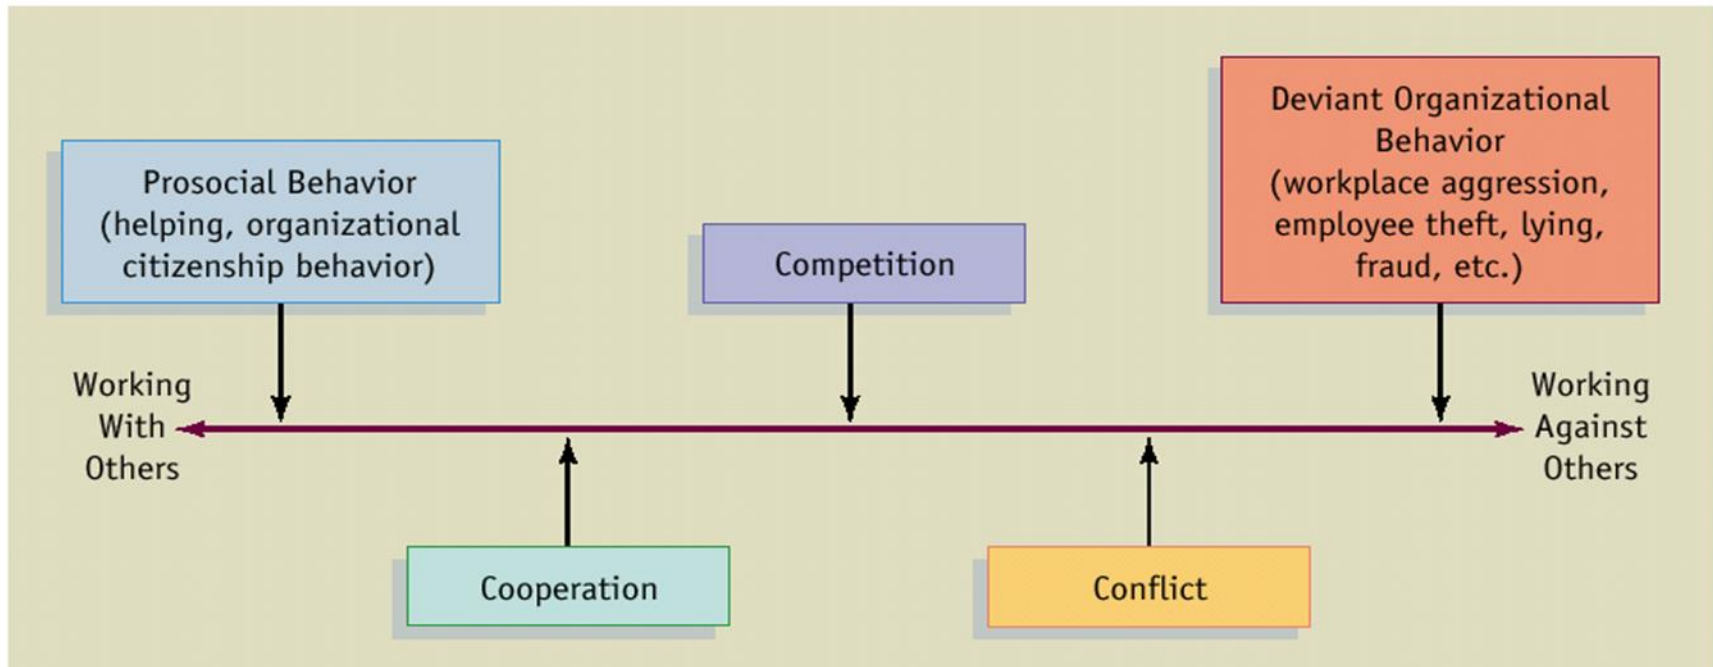 Prosocial Behavior
(helping, organizational
citizenship behavior)
Competition
Deviant Organizational
Behavior
(workplace aggression,
employee theft, lying,
fraud, etc.)
Working
With
Others
Working
Against
Others
Cooperation
Conflict